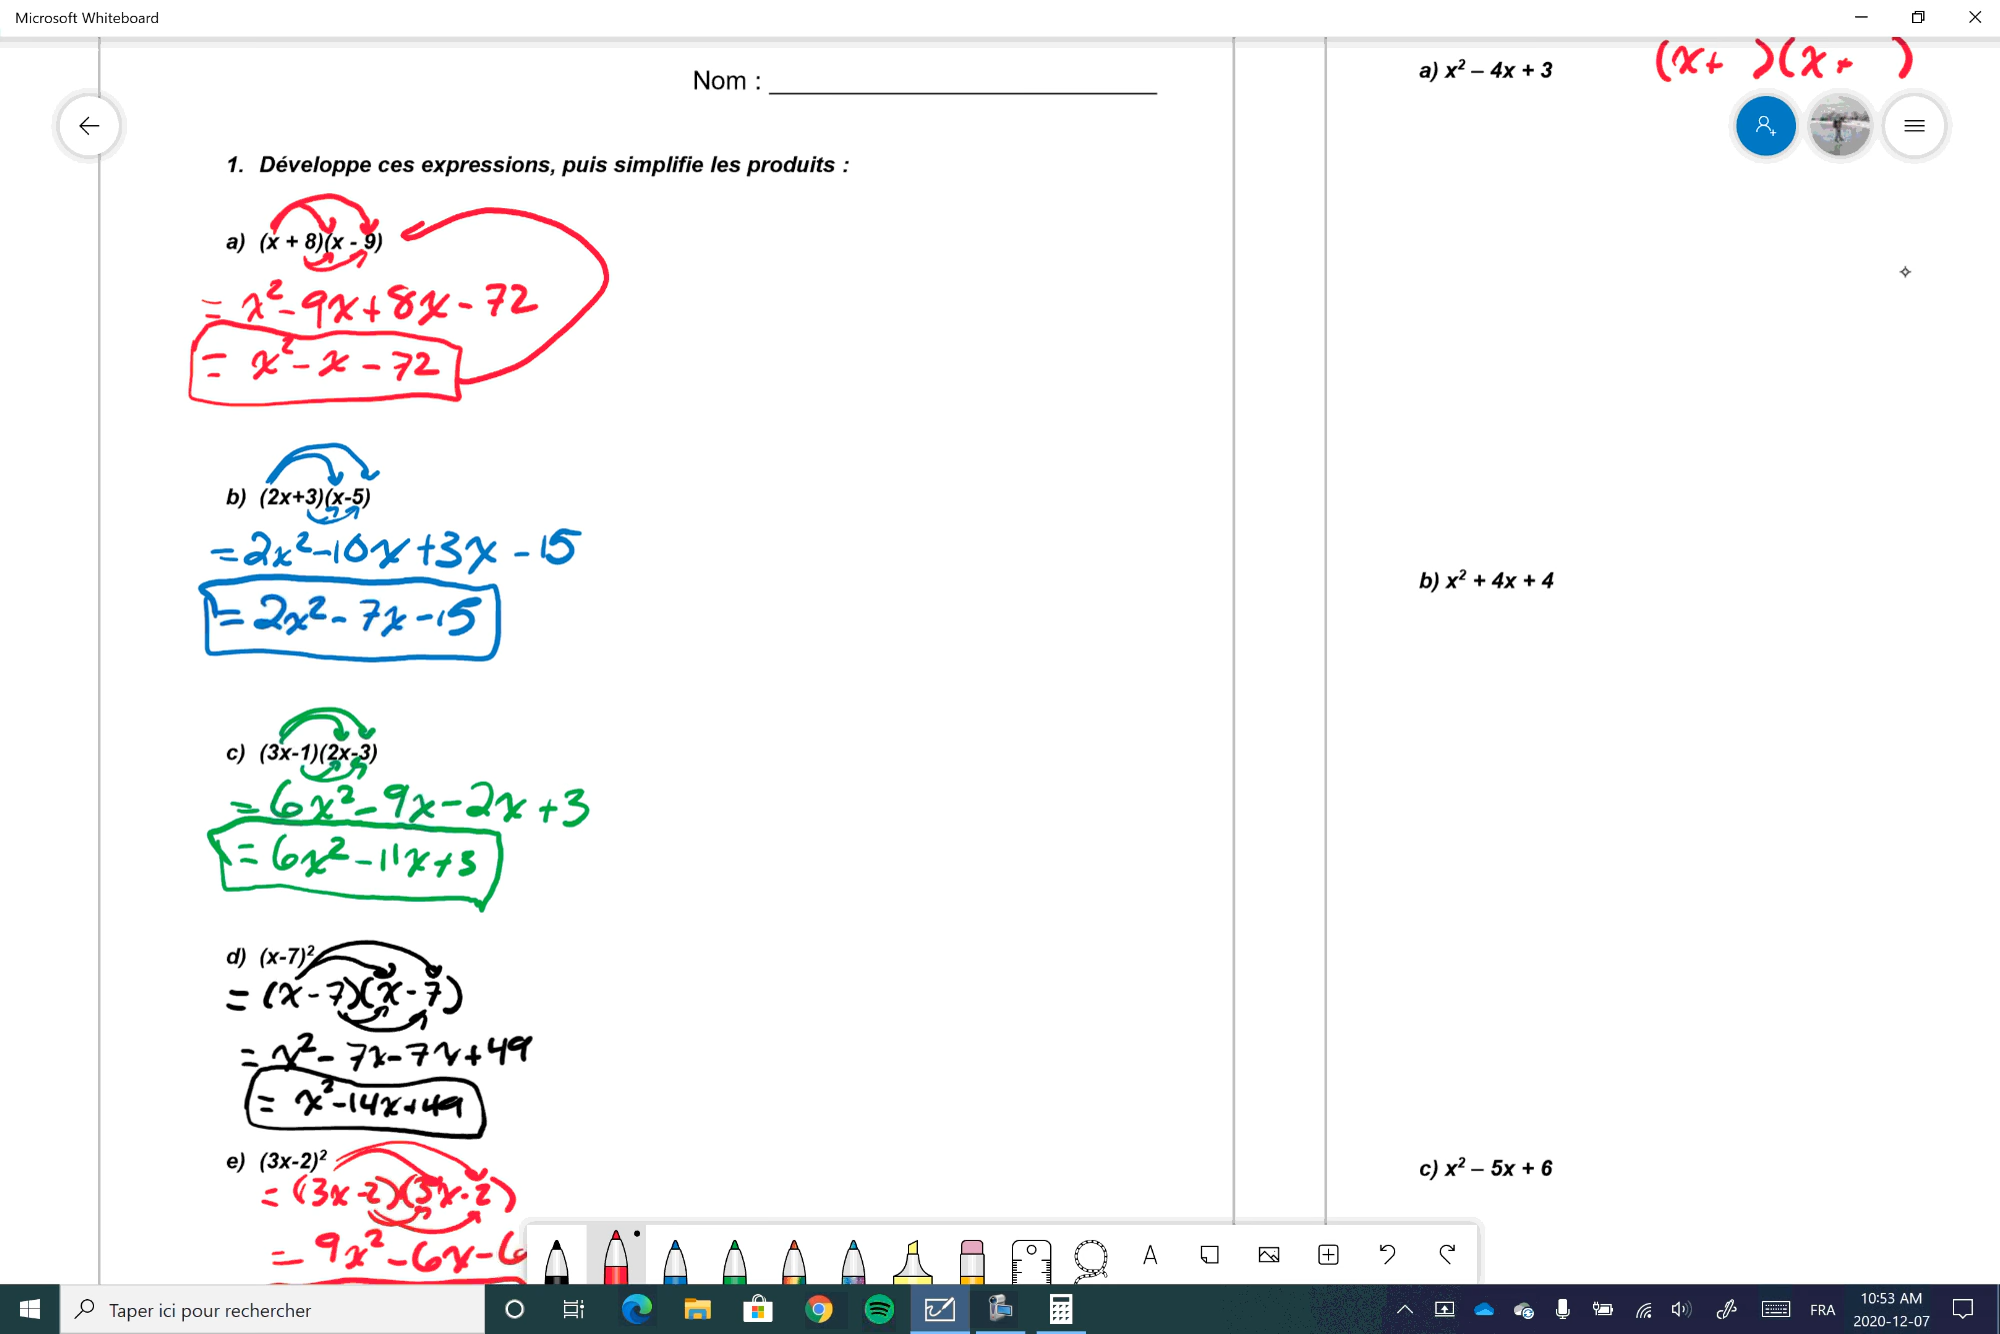 Microsoft Whiteboard
Nom :
1. Développe ces expressions, puis simplifie les produits :
a) (x + 8)(x - 9)
= x² - 9x + 8x - 72
= x² - x - 72
b) (2x+3)(x-5)
= 2x² - 10x + 3x - 15
= 2x² - 7x - 15
c) (3x-1)(2x-3)
= 6x² - 9x - 2x + 3
= 6x² - 11x + 3
d) (x-7)²
= (x - 7)(x - 7)
= x² - 7x - 7x + 49
= x² - 14x + 49
e) (3x-2)²
= (3x - 2)(3x - 2)
= 9x² - 6x - 6
a) x² – 4x + 3 (x+ )(x+ )
b) x² + 4x + 4
c) x² – 5x + 6
A
Taper ici pour rechercher
FRA
10:53 AM
2020-12-07